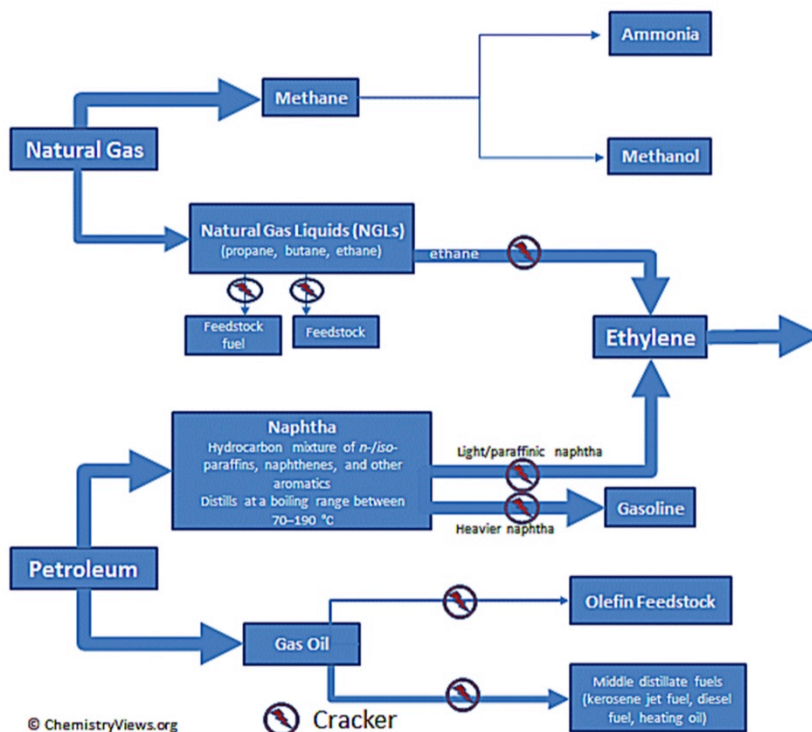 Ammonia
Methane
Natural Gas
Methanol
Natural Gas Liquids (NGLs)
(propane, butane, ethane)
ethane
Feedstock
fuel
Feedstock
Ethylene
Naphtha
Hydrocarbon mixture of n-/iso-
paraffins, naphthenes, and other
aromatics
Distills at a boiling range between
70–190 °C
Light/paraffinic naphtha
Heavier naphtha
Gasoline
Petroleum
Gas Oil
Olefin Feedstock
Middle distillate fuels
(kerosene jet fuel, diesel
fuel, heating oil)
© ChemistryViews.org
Cracker